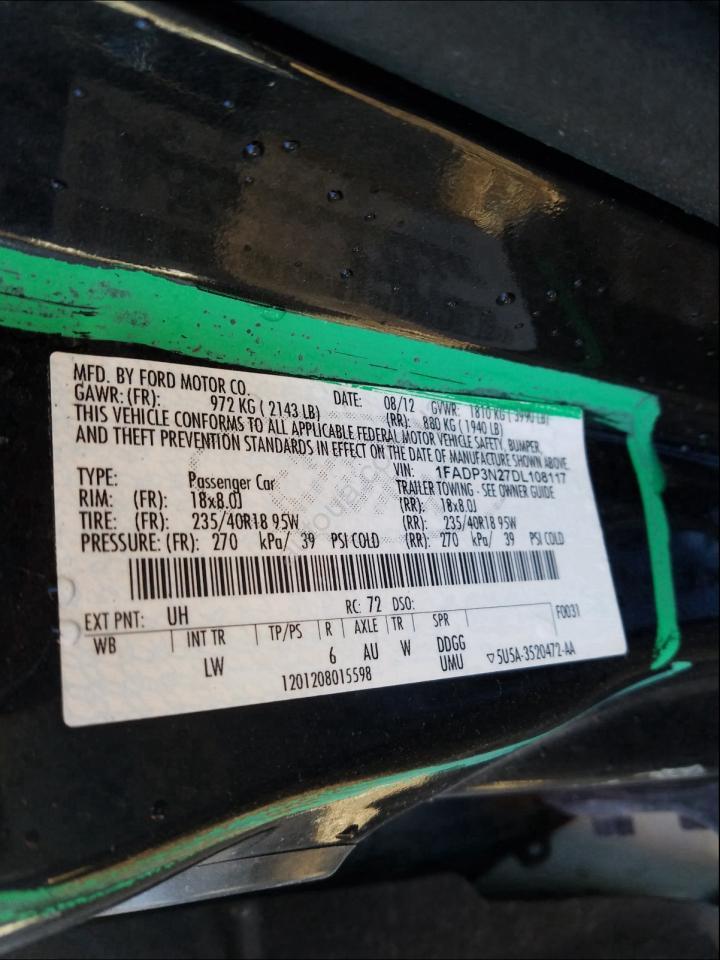 MFD. BY FORD MOTOR CO.
DATE: 08/12 GVWR: 1810 KG ( 3990 LB)
GAWR: (FR): 972 KG ( 2143 LB) (RR): 880 KG ( 1940 LB)
THIS VEHICLE CONFORMS TO ALL APPLICABLE FEDERAL MOTOR VEHICLE SAFETY, BUMPER,
AND THEFT PREVENTION STANDARDS IN EFFECT ON THE DATE OF MANUFACTURE SHOWN ABOVE.
VIN: 1FADP3N27DL108117
TYPE: Passenger Car TRAILER TOWING - SEE OWNER GUIDE
RIM: (FR): 18x8.0J (RR): 18x8.0J
TIRE: (FR): 235/40R18 95W (RR): 235/40R18 95W
PRESSURE: (FR): 270 kPa/ 39 PSI COLD (RR): 270 kPa/ 39 PSI COLD
EXT PNT: UH RC: 72 DSO: F0031
WB INT TR TP/PS R AXLE TR SPR
LW 6 AU W DDGG
UMU
▽5U5A-3520472-AA
1201208015598